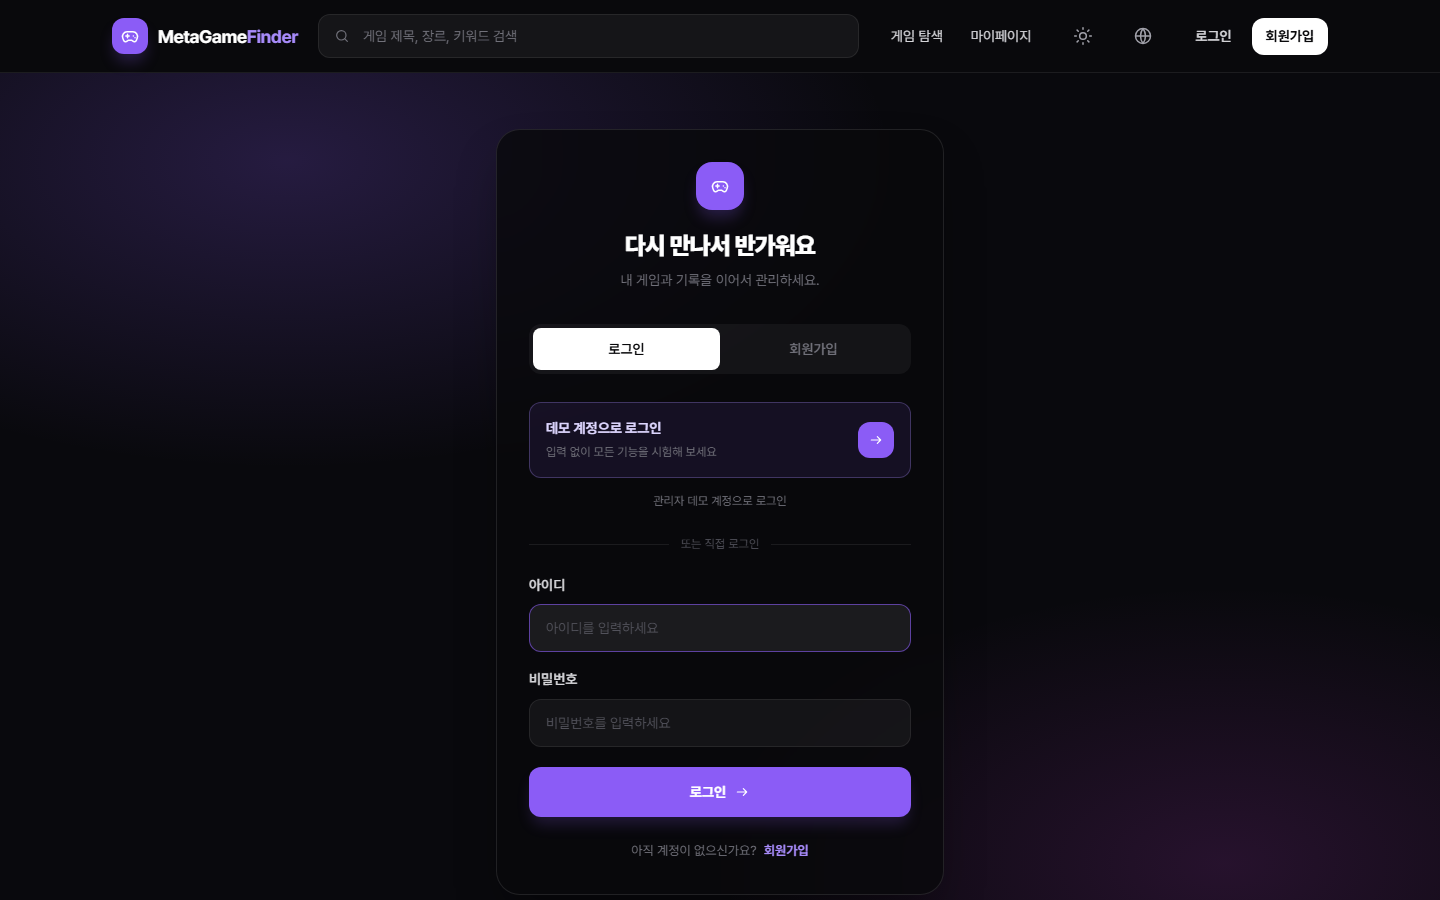 MetaGameFinder
게임 제목, 장르, 키워드 검색
게임 탐색
마이페이지
로그인
회원가입
다시 만나서 반가워요
내 게임과 기록을 이어서 관리하세요.
로그인
회원가입
데모 계정으로 로그인
입력 없이 모든 기능을 시험해 보세요
관리자 데모 계정으로 로그인
또는 직접 로그인
아이디
아이디를 입력하세요
비밀번호
비밀번호를 입력하세요
로그인
아직 계정이 없으신가요? 회원가입